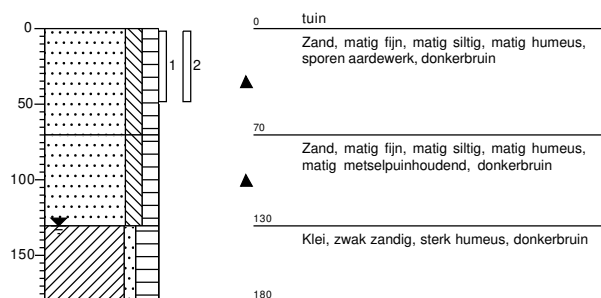 0
50
100
150
1
2
0 tuin
Zand, matig fijn, matig siltig, matig humeus,
sporen aardewerk, donkerbruin
70
Zand, matig fijn, matig siltig, matig humeus,
matig metselpuinhoudend, donkerbruin
130
Klei, zwak zandig, sterk humeus, donkerbruin
180